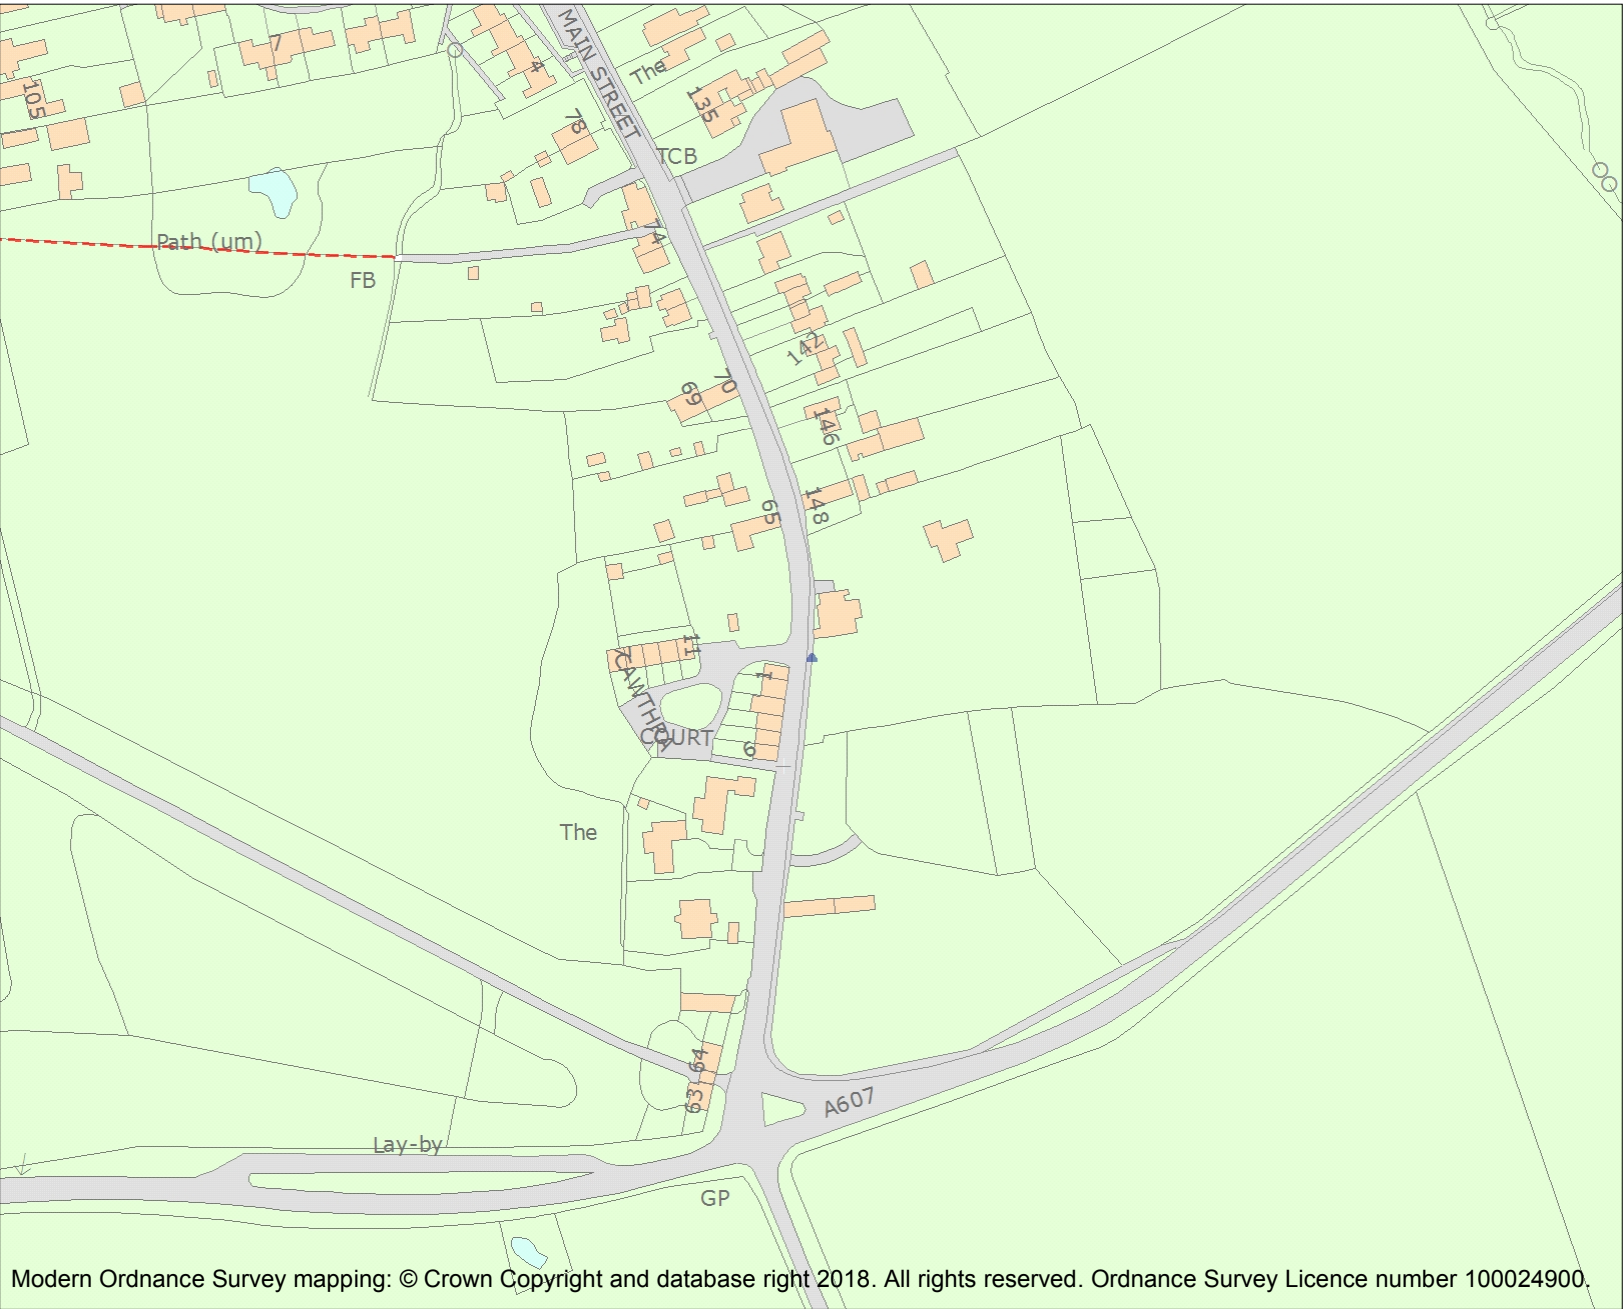 MAIN STREET
7
4
The
105
135
78
TCB
74
Path (um)
FB
142
70
69
146
65
148
11
7
CAWTHRA
COURT
1
6
The
64
63
A607
Lay-by
GP
Modern Ordnance Survey mapping: © Crown Copyright and database right 2018. All rights reserved. Ordnance Survey Licence number 100024900.